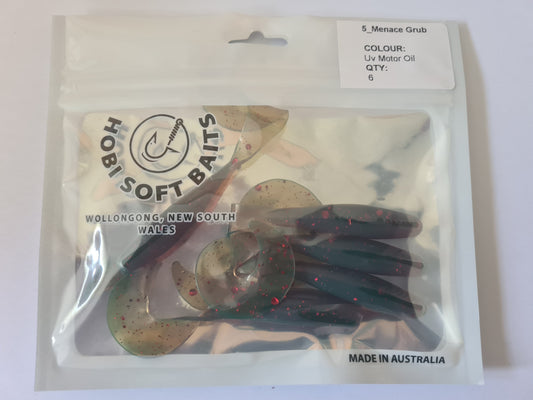 5_Menace Grub
COLOUR:
Uv Motor Oil
QTY:
6
HOBI SOFT BAITS
WOLLONGONG, NEW SOUTH
WALES
MADE IN AUSTRALIA